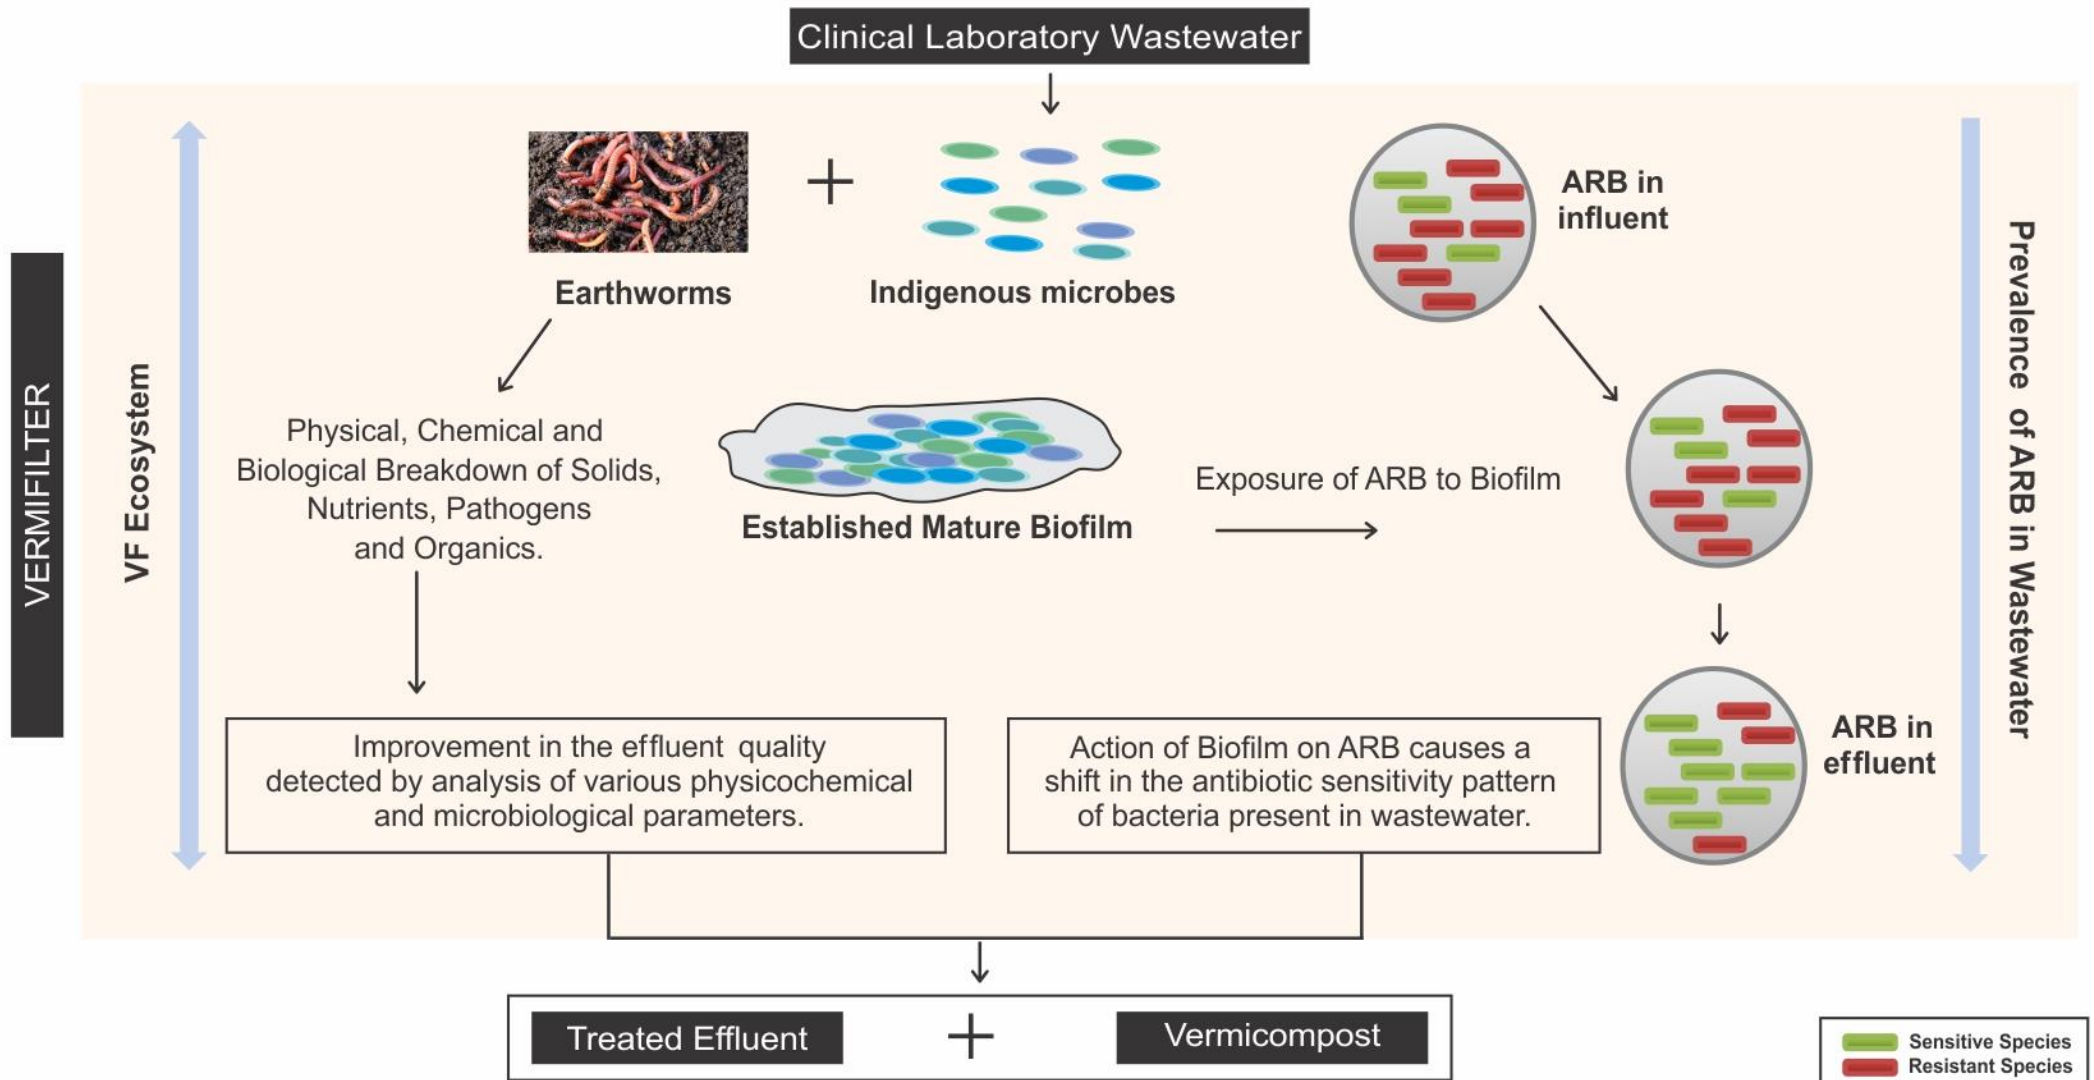 Clinical Laboratory Wastewater
VERMIFILTER
VF Ecosystem
Earthworms
Indigenous microbes
ARB in
influent
Prevalence of ARB in Wastewater
Physical, Chemical and
Biological Breakdown of Solids,
Nutrients, Pathogens
and Organics.
Established Mature Biofilm
Exposure of ARB to Biofilm
Improvement in the effluent quality
detected by analysis of various physicochemical
and microbiological parameters.
Action of Biofilm on ARB causes a
shift in the antibiotic sensitivity pattern
of bacteria present in wastewater.
ARB in
effluent
Treated Effluent
+
Vermicompost
Sensitive Species
Resistant Species